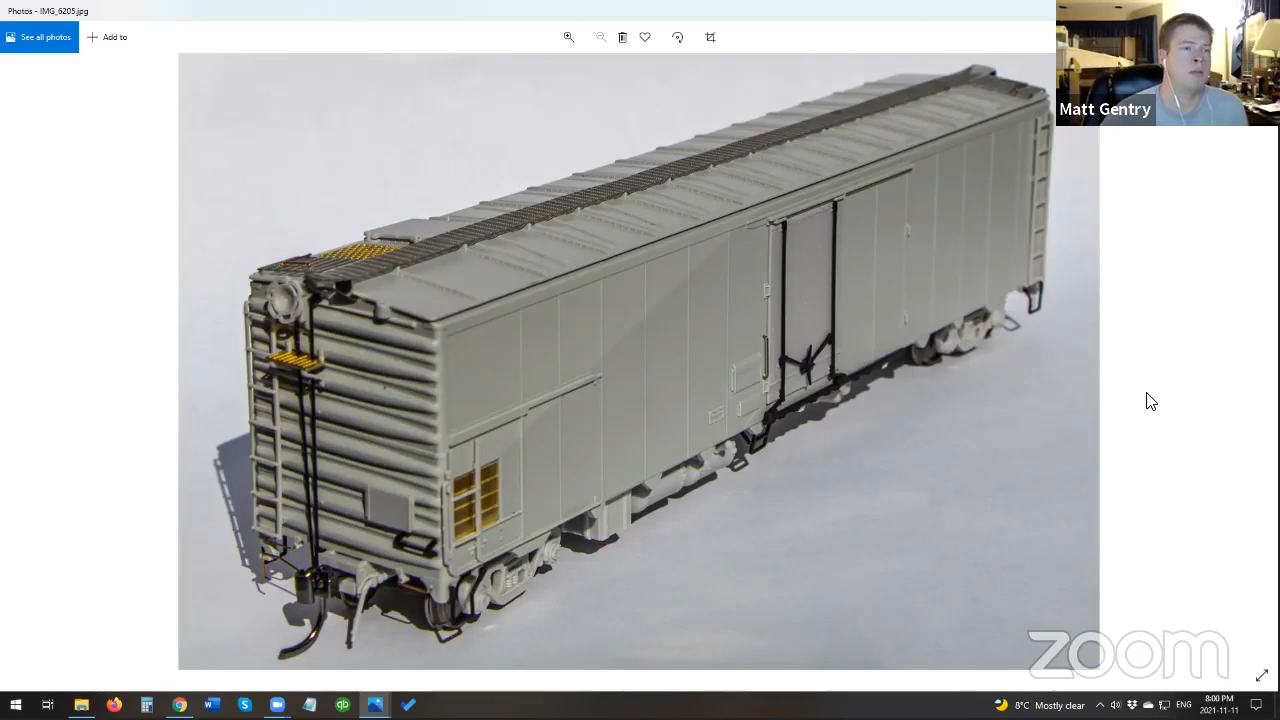 Photos - IMG_6205.jpg
See all photos
Add to
Matt Gentry
zoom
8°C Mostly clear
ENG
8:00 PM
2021-11-11